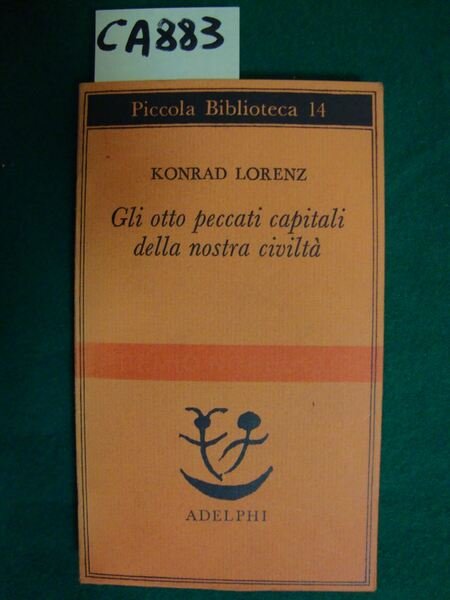 CA883
Piccola Biblioteca 14
KONRAD LORENZ
Gli otto peccati capitali
della nostra civiltà
ADELPHI